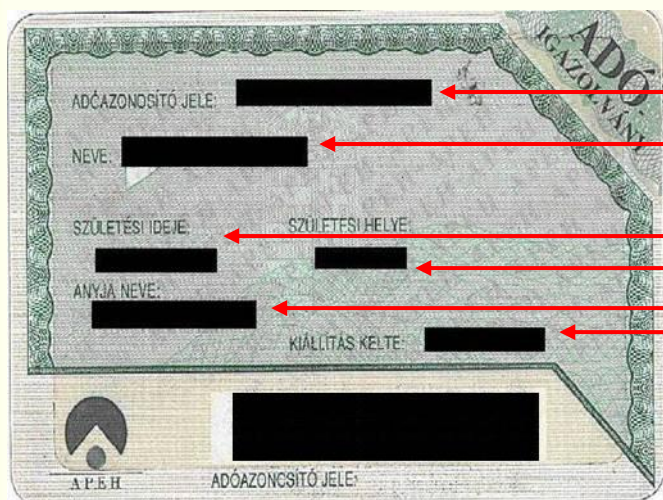 ADÓ-
IGAZOLVÁNY
ADÓAZONOSÍTÓ JELE:
NEVE:
SZÜLETÉSI IDEJE: SZÜLETÉSI HELYE:
ANYJA NEVE:
KIÁLLÍTÁS KELTE:
APEH
ADÓAZONOSÍTÓ JELE: